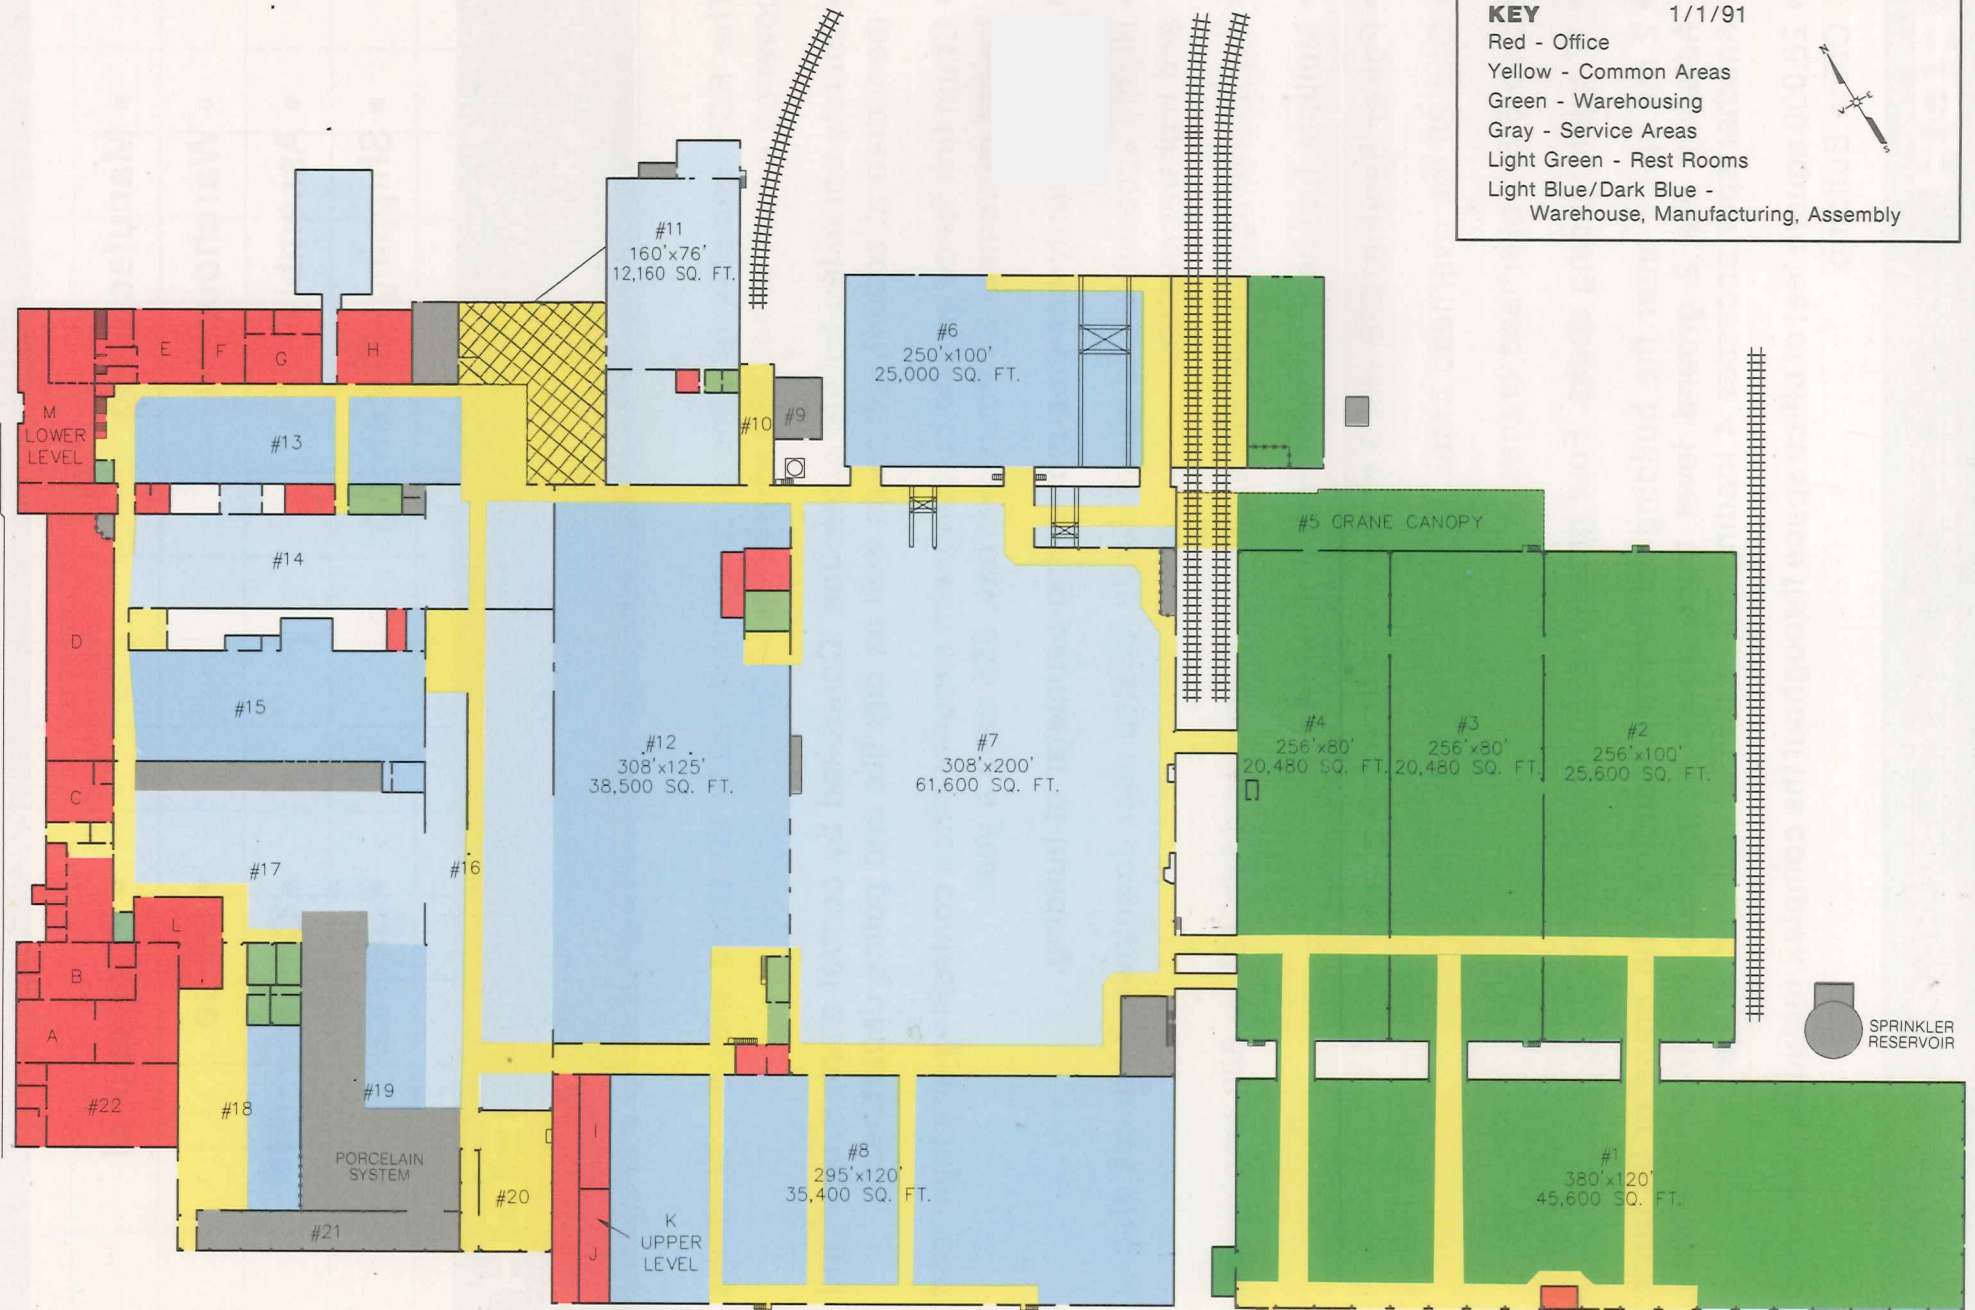 KEY 1/1/91
Red - Office
Yellow - Common Areas
Green - Warehousing
Gray - Service Areas
Light Green - Rest Rooms
Light Blue/Dark Blue -
Warehouse, Manufacturing, Assembly
N
E
S
#11
160'x76'
12,160 SQ. FT.
#6
250'x100'
25,000 SQ. FT.
E
F
G
H
M
LOWER
LEVEL
#13
#10
#9
#5 CRANE CANOPY
#14
D
#15
#12
308'x125'
38,500 SQ. FT.
#7
308'x200'
61,600 SQ. FT.
#4
256'x80'
20,480 SQ. FT.
#3
256'x80'
20,480 SQ. FT.
#2
256'x100'
25,600 SQ. FT.
C
#17
#16
L
B
A
#22
#18
#19
PORCELAIN
SYSTEM
#21
#20
I
J
K
UPPER
LEVEL
#8
295'x120'
35,400 SQ. FT.
#1
380'x120'
45,600 SQ. FT.
SPRINKLER
RESERVOIR